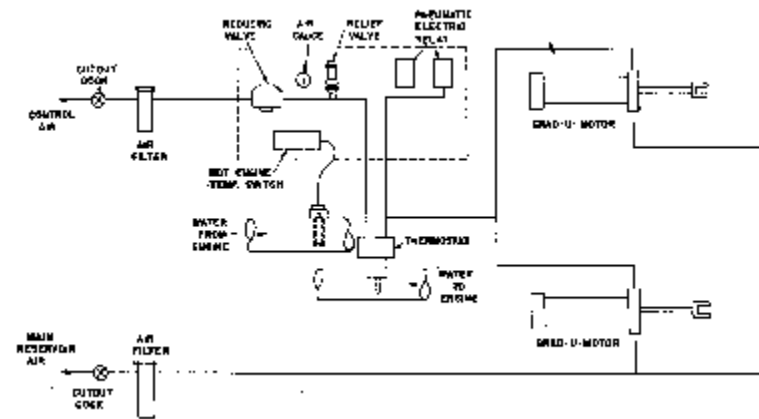 REDUCING
VALVE
AIR
GAUGE
RELIEF
VALVE
PNEUMATIC
ELECTRIC
RELAY
CUTOUT
COCK
CONTROL
AIR
AIR
FILTER
HOT ENGINE
TEMP. SWITCH
GRAD-U-MOTOR
WATER
FROM
ENGINE
THERMOSTAT
WATER
TO
ENGINE
MAIN
RESERVOIR
AIR
AIR
FILTER
GRAD-U-MOTOR
CUTOUT
COCK